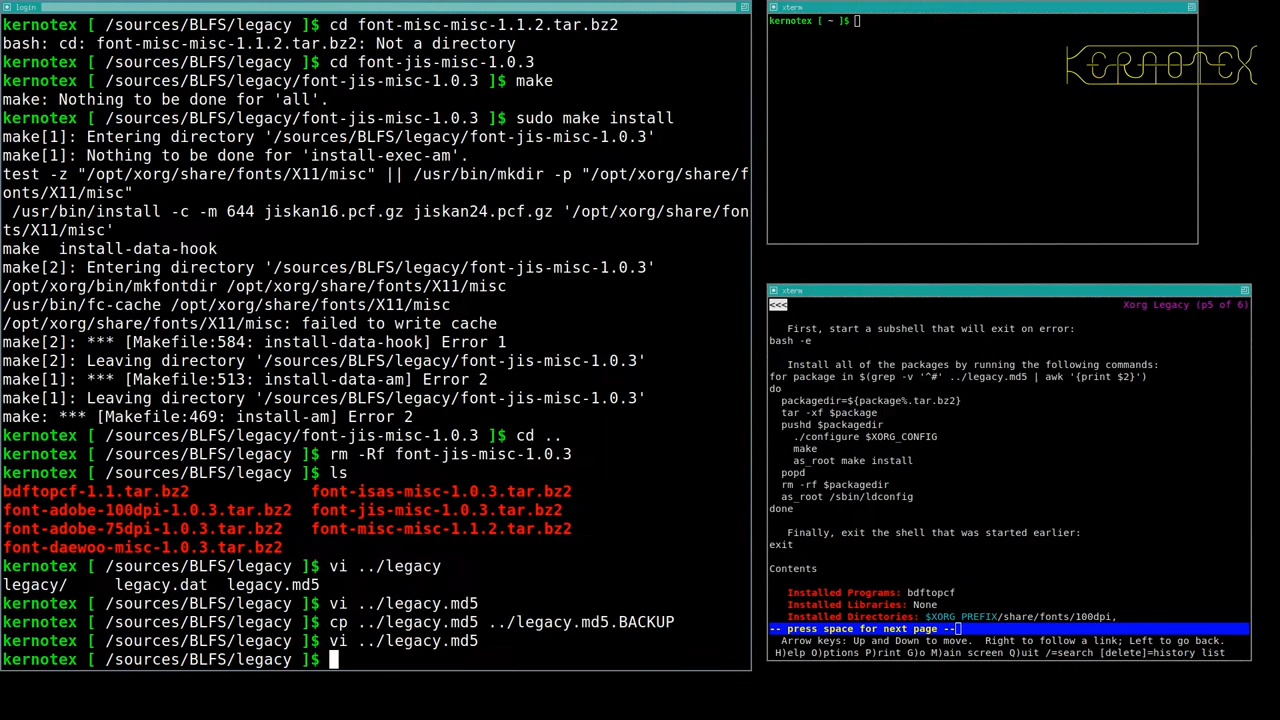 login
kernotex [ /sources/BLFS/legacy ]$ cd font-misc-misc-1.1.2.tar.bz2
bash: cd: font-misc-misc-1.1.2.tar.bz2: Not a directory
kernotex [ /sources/BLFS/legacy ]$ cd font-jis-misc-1.0.3
kernotex [ /sources/BLFS/legacy/font-jis-misc-1.0.3 ]$ make
make: Nothing to be done for 'all'.
kernotex [ /sources/BLFS/legacy/font-jis-misc-1.0.3 ]$ sudo make install
make[1]: Entering directory '/sources/BLFS/legacy/font-jis-misc-1.0.3'
make[1]: Nothing to be done for 'install-exec-am'.
test -z "/opt/xorg/share/fonts/X11/misc" || /usr/bin/mkdir -p "/opt/xorg/share/f
onts/X11/misc"
 /usr/bin/install -c -m 644 jiskan16.pcf.gz jiskan24.pcf.gz '/opt/xorg/share/fon
ts/X11/misc'
make  install-data-hook
make[2]: Entering directory '/sources/BLFS/legacy/font-jis-misc-1.0.3'
/opt/xorg/bin/mkfontdir /opt/xorg/share/fonts/X11/misc
/usr/bin/fc-cache /opt/xorg/share/fonts/X11/misc
/opt/xorg/share/fonts/X11/misc: failed to write cache
make[2]: *** [Makefile:584: install-data-hook] Error 1
make[2]: Leaving directory '/sources/BLFS/legacy/font-jis-misc-1.0.3'
make[1]: *** [Makefile:513: install-data-am] Error 2
make[1]: Leaving directory '/sources/BLFS/legacy/font-jis-misc-1.0.3'
make: *** [Makefile:469: install-am] Error 2
kernotex [ /sources/BLFS/legacy/font-jis-misc-1.0.3 ]$ cd ..
kernotex [ /sources/BLFS/legacy ]$ rm -Rf font-jis-misc-1.0.3
kernotex [ /sources/BLFS/legacy ]$ ls
bdftopcf-1.1.tar.bz2 font-isas-misc-1.0.3.tar.bz2
font-adobe-100dpi-1.0.3.tar.bz2 font-jis-misc-1.0.3.tar.bz2
font-adobe-75dpi-1.0.3.tar.bz2 font-misc-misc-1.1.2.tar.bz2
font-daewoo-misc-1.0.3.tar.bz2
kernotex [ /sources/BLFS/legacy ]$ vi ../legacy
legacy/ legacy.dat legacy.md5
kernotex [ /sources/BLFS/legacy ]$ vi ../legacy.md5
kernotex [ /sources/BLFS/legacy ]$ cp ../legacy.md5 ../legacy.md5.BACKUP
kernotex [ /sources/BLFS/legacy ]$ vi ../legacy.md5
kernotex [ /sources/BLFS/legacy ]$
xterm
kernotex [ ~ ]$
KERNOTEX
xterm
<<< Xorg Legacy (p5 of 6)
First, start a subshell that will exit on error:
bash -e
Install all of the packages by running the following commands:
for package in $(grep -v '^#' ../legacy.md5 | awk '{print $2}')
do
  packagedir=${package%.tar.bz2}
  tar -xf $package
  pushd $packagedir
    ./configure $XORG_CONFIG
    make
    as_root make install
  popd
  rm -rf $packagedir
  as_root /sbin/ldconfig
done
Finally, exit the shell that was started earlier:
exit
Contents
Installed Programs: bdftopcf
Installed Libraries: None
Installed Directories: $XORG_PREFIX/share/fonts/100dpi,
-- press space for next page --
Arrow keys: Up and Down to move.  Right to follow a link; Left to go back.
H)elp O)ptions P)rint G)o M)ain screen Q)uit /=search [delete]=history list